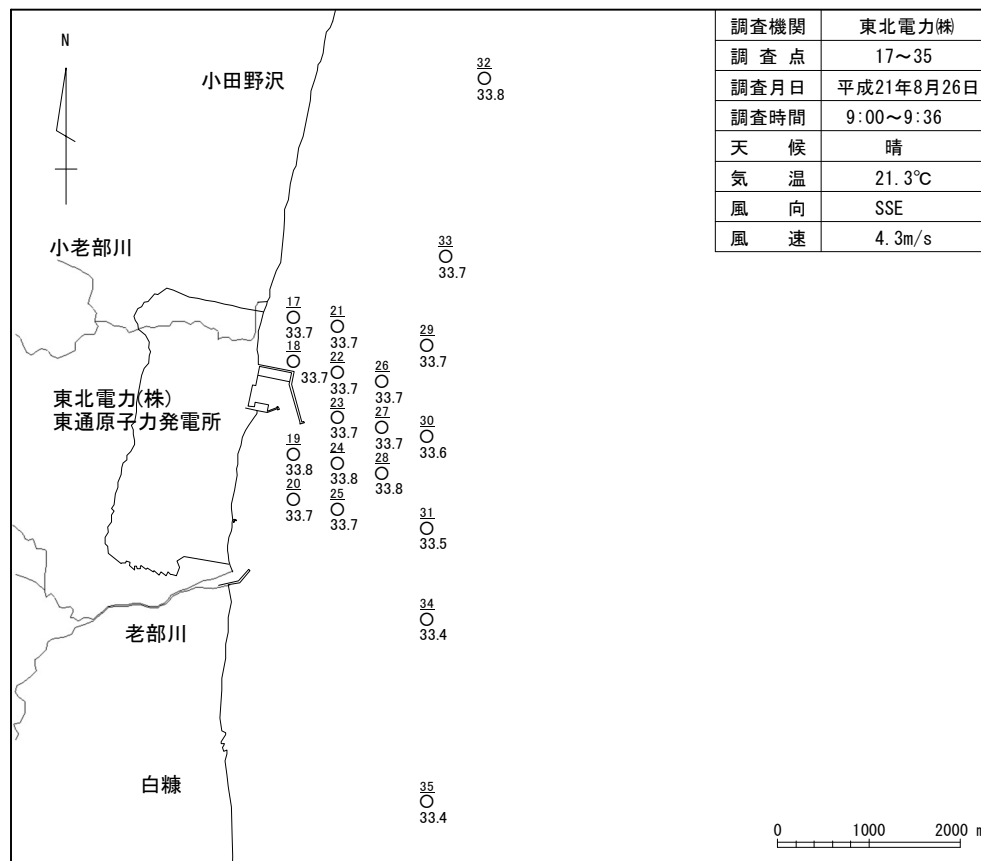 N
小田野沢
小老部川
東北電力(株)
東通原子力発電所
老部川
白糠
調査機関 東北電力㈱
調査点 17～35
調査月日 平成21年8月26日
調査時間 9:00～9:36
天候 晴
気温 21.3℃
風向 SSE
風速 4.3m/s
32
33.8
33
33.7
17
33.7
21
33.7
29
33.7
18
33.7
22
33.7
26
33.7
23
33.7
27
33.7
30
33.6
19
33.8
24
33.8
28
33.8
20
33.7
25
33.7
31
33.5
34
33.4
35
33.4
0 1000 2000 m